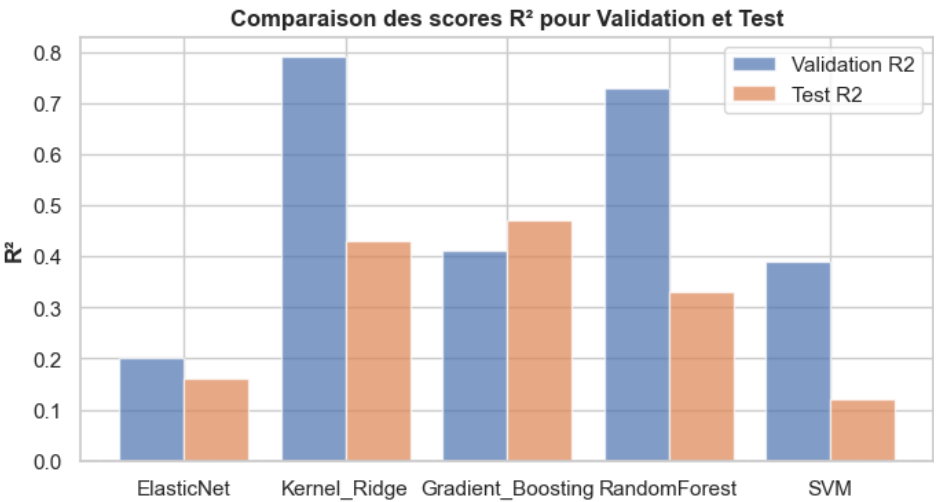 Comparaison des scores R² pour Validation et Test
Validation R2
Test R2
R²
0.8
0.7
0.6
0.5
0.4
0.3
0.2
0.1
0.0
ElasticNet Kernel_Ridge Gradient_Boosting RandomForest SVM